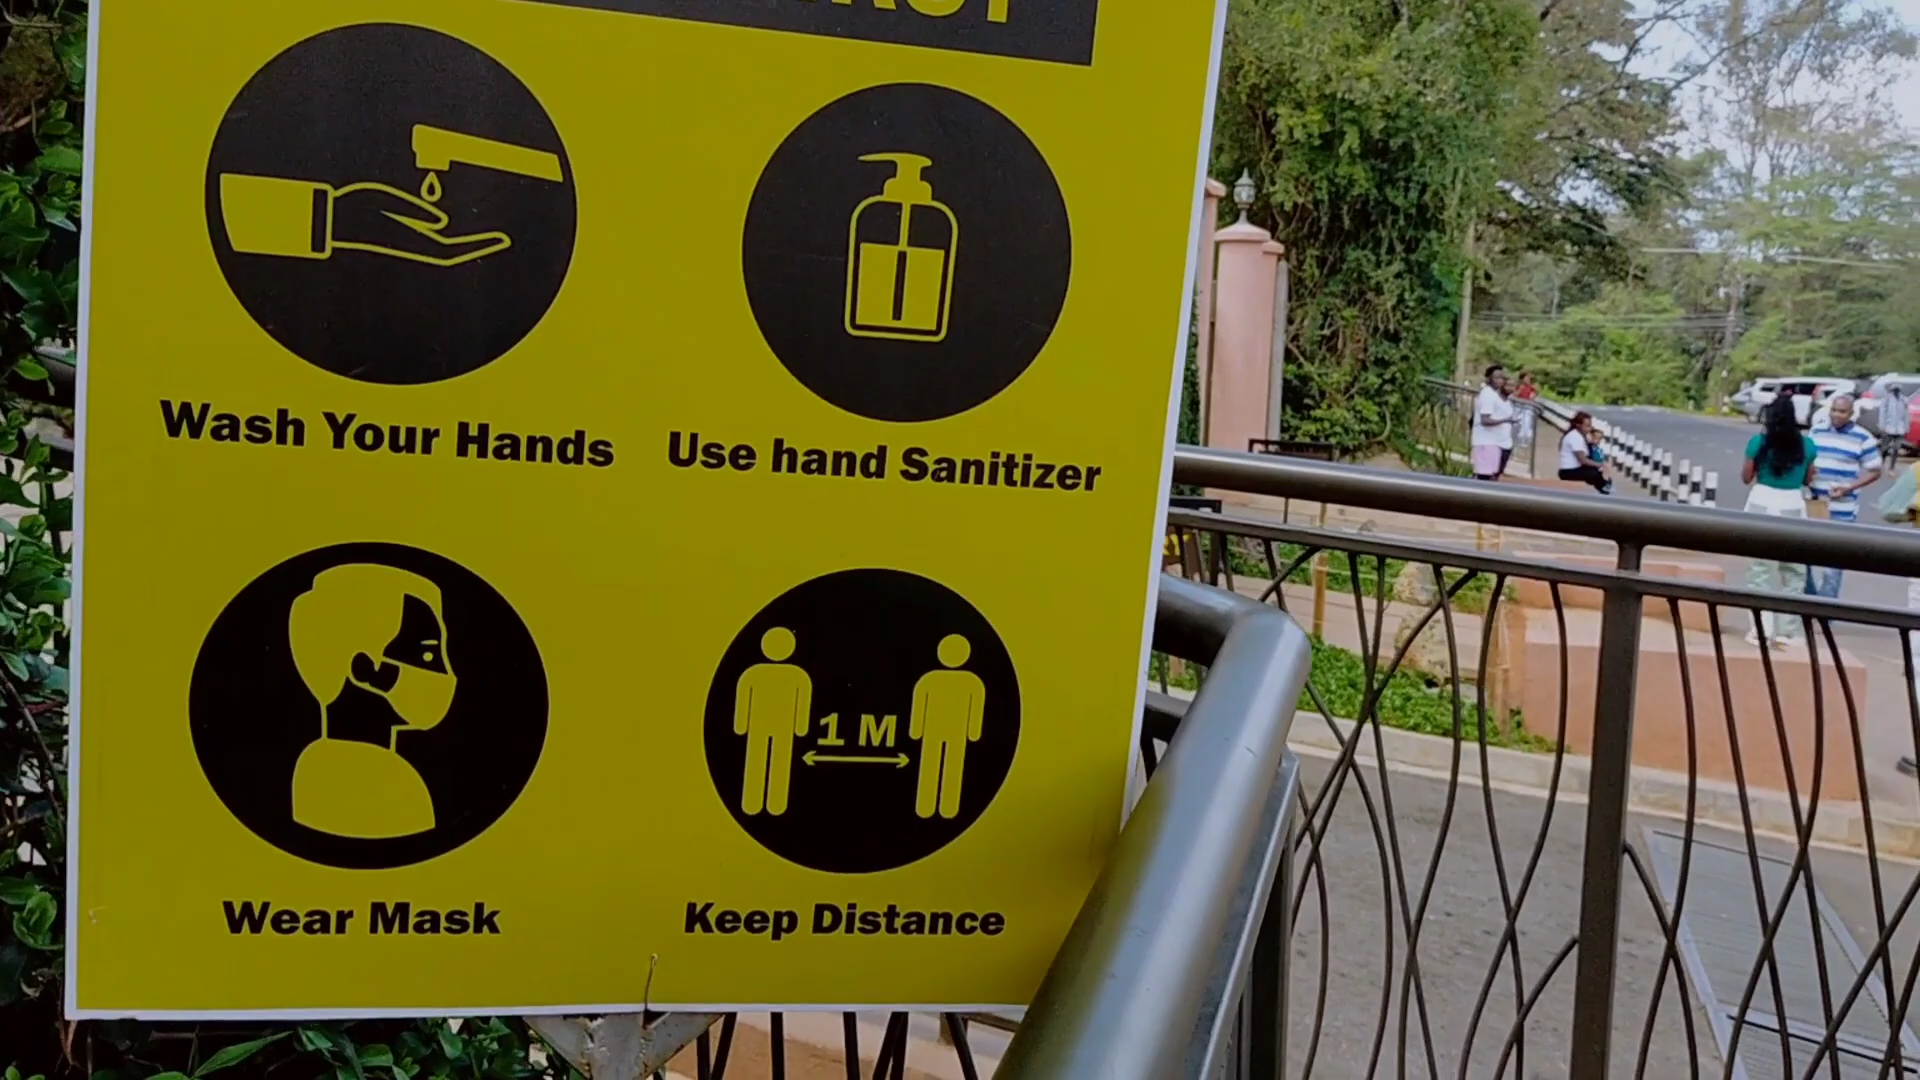 Wash Your Hands
Use hand Sanitizer
1 M
Wear Mask
Keep Distance